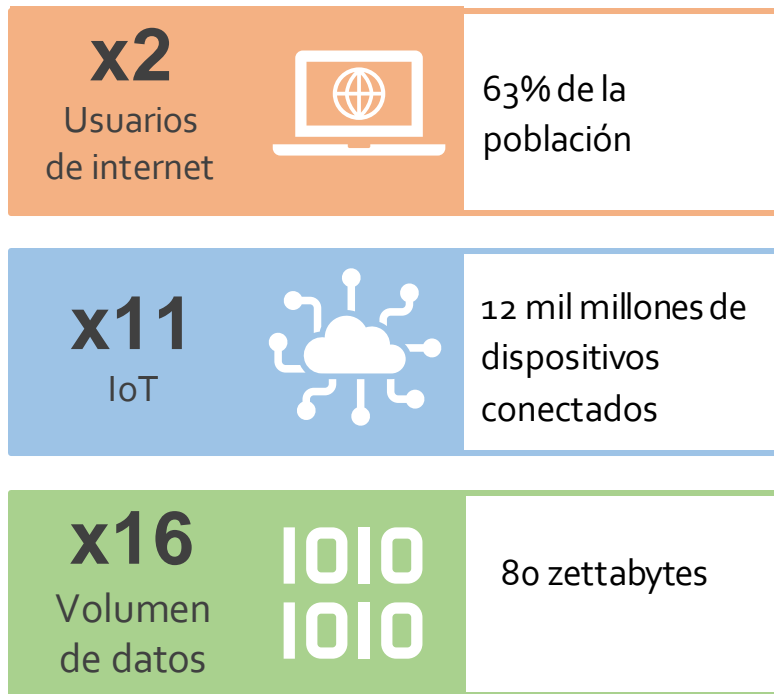 x2
Usuarios
de internet
63% de la
población
x11
IoT
12 mil millones de
dispositivos
conectados
x16
Volumen
de datos
1010
1010
80 zettabytes